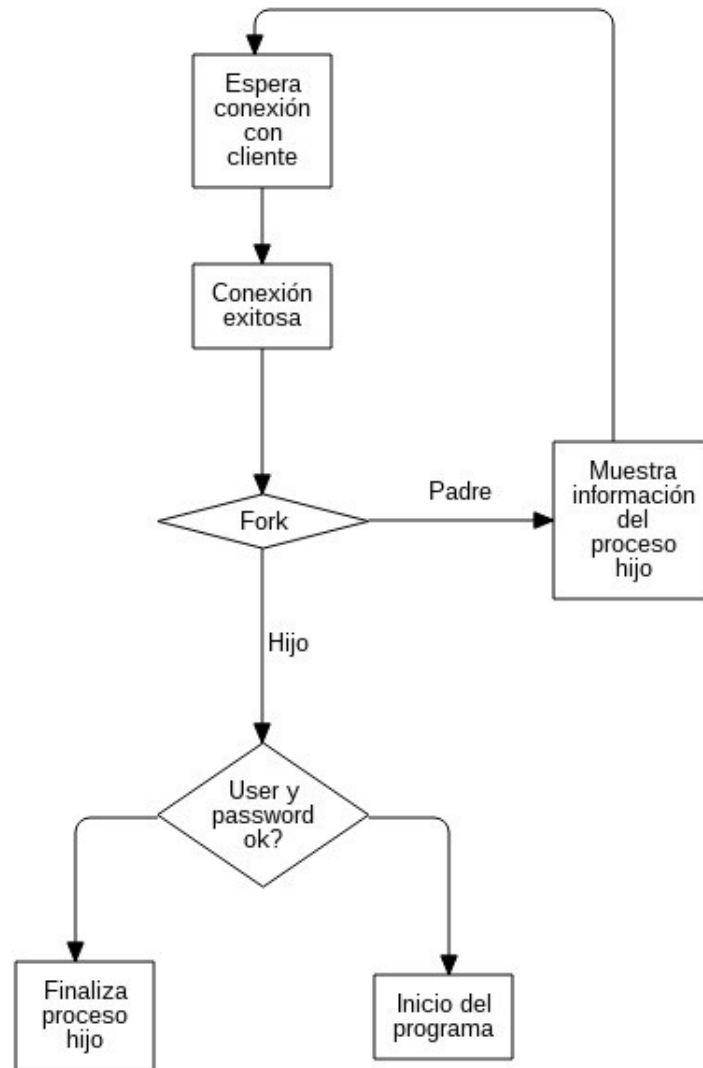 Espera
conexión
con
cliente
Conexión
exitosa
Fork
Padre
Muestra
información
del
proceso
hijo
Hijo
User y
password
ok?
Finaliza
proceso
hijo
Inicio del
programa